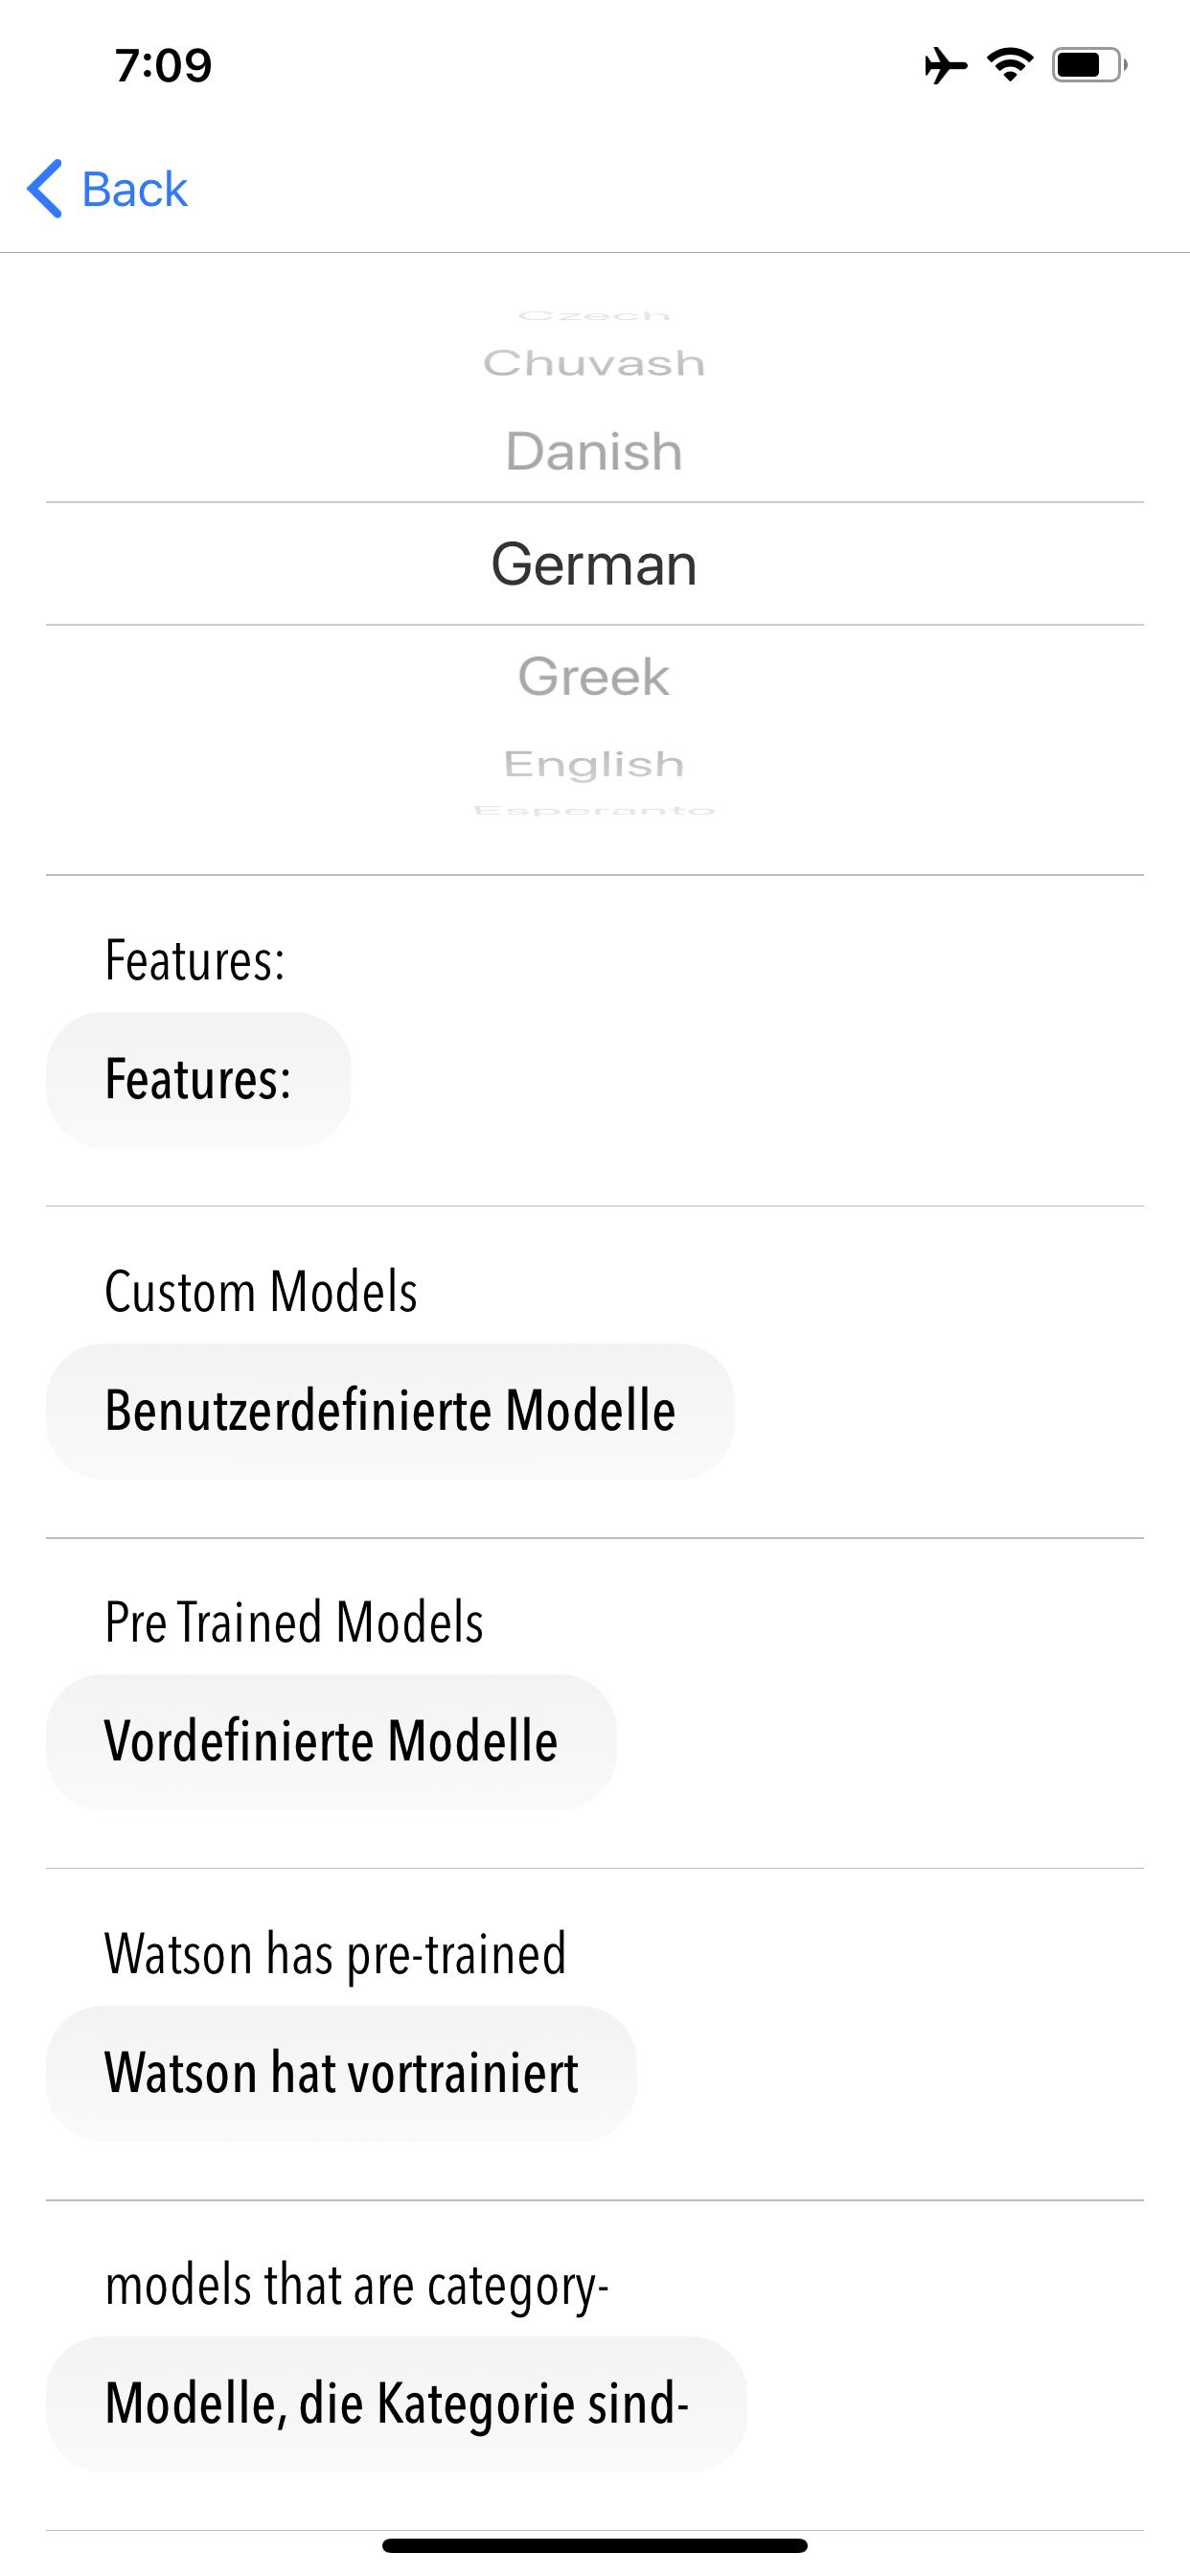 7:09
Back
Czech
Chuvash
Danish
German
Greek
English
Esperanto
Features:
Features:
Custom Models
Benutzerdefinierte Modelle
Pre Trained Models
Vordefinierte Modelle
Watson has pre-trained
Watson hat vortrainiert
models that are category-
Modelle, die Kategorie sind-